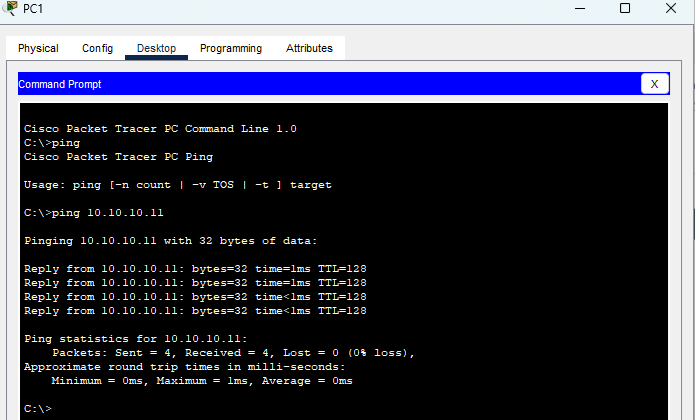 PC1
Physical Config Desktop Programming Attributes
Command Prompt X
Cisco Packet Tracer PC Command Line 1.0
C:\>ping
Cisco Packet Tracer PC Ping
Usage: ping [-n count | -v TOS | -t ] target
C:\>ping 10.10.10.11
Pinging 10.10.10.11 with 32 bytes of data:
Reply from 10.10.10.11: bytes=32 time=1ms TTL=128
Reply from 10.10.10.11: bytes=32 time=1ms TTL=128
Reply from 10.10.10.11: bytes=32 time<1ms TTL=128
Reply from 10.10.10.11: bytes=32 time<1ms TTL=128
Ping statistics for 10.10.10.11:
Packets: Sent = 4, Received = 4, Lost = 0 (0% loss),
Approximate round trip times in milli-seconds:
Minimum = 0ms, Maximum = 1ms, Average = 0ms
C:\>